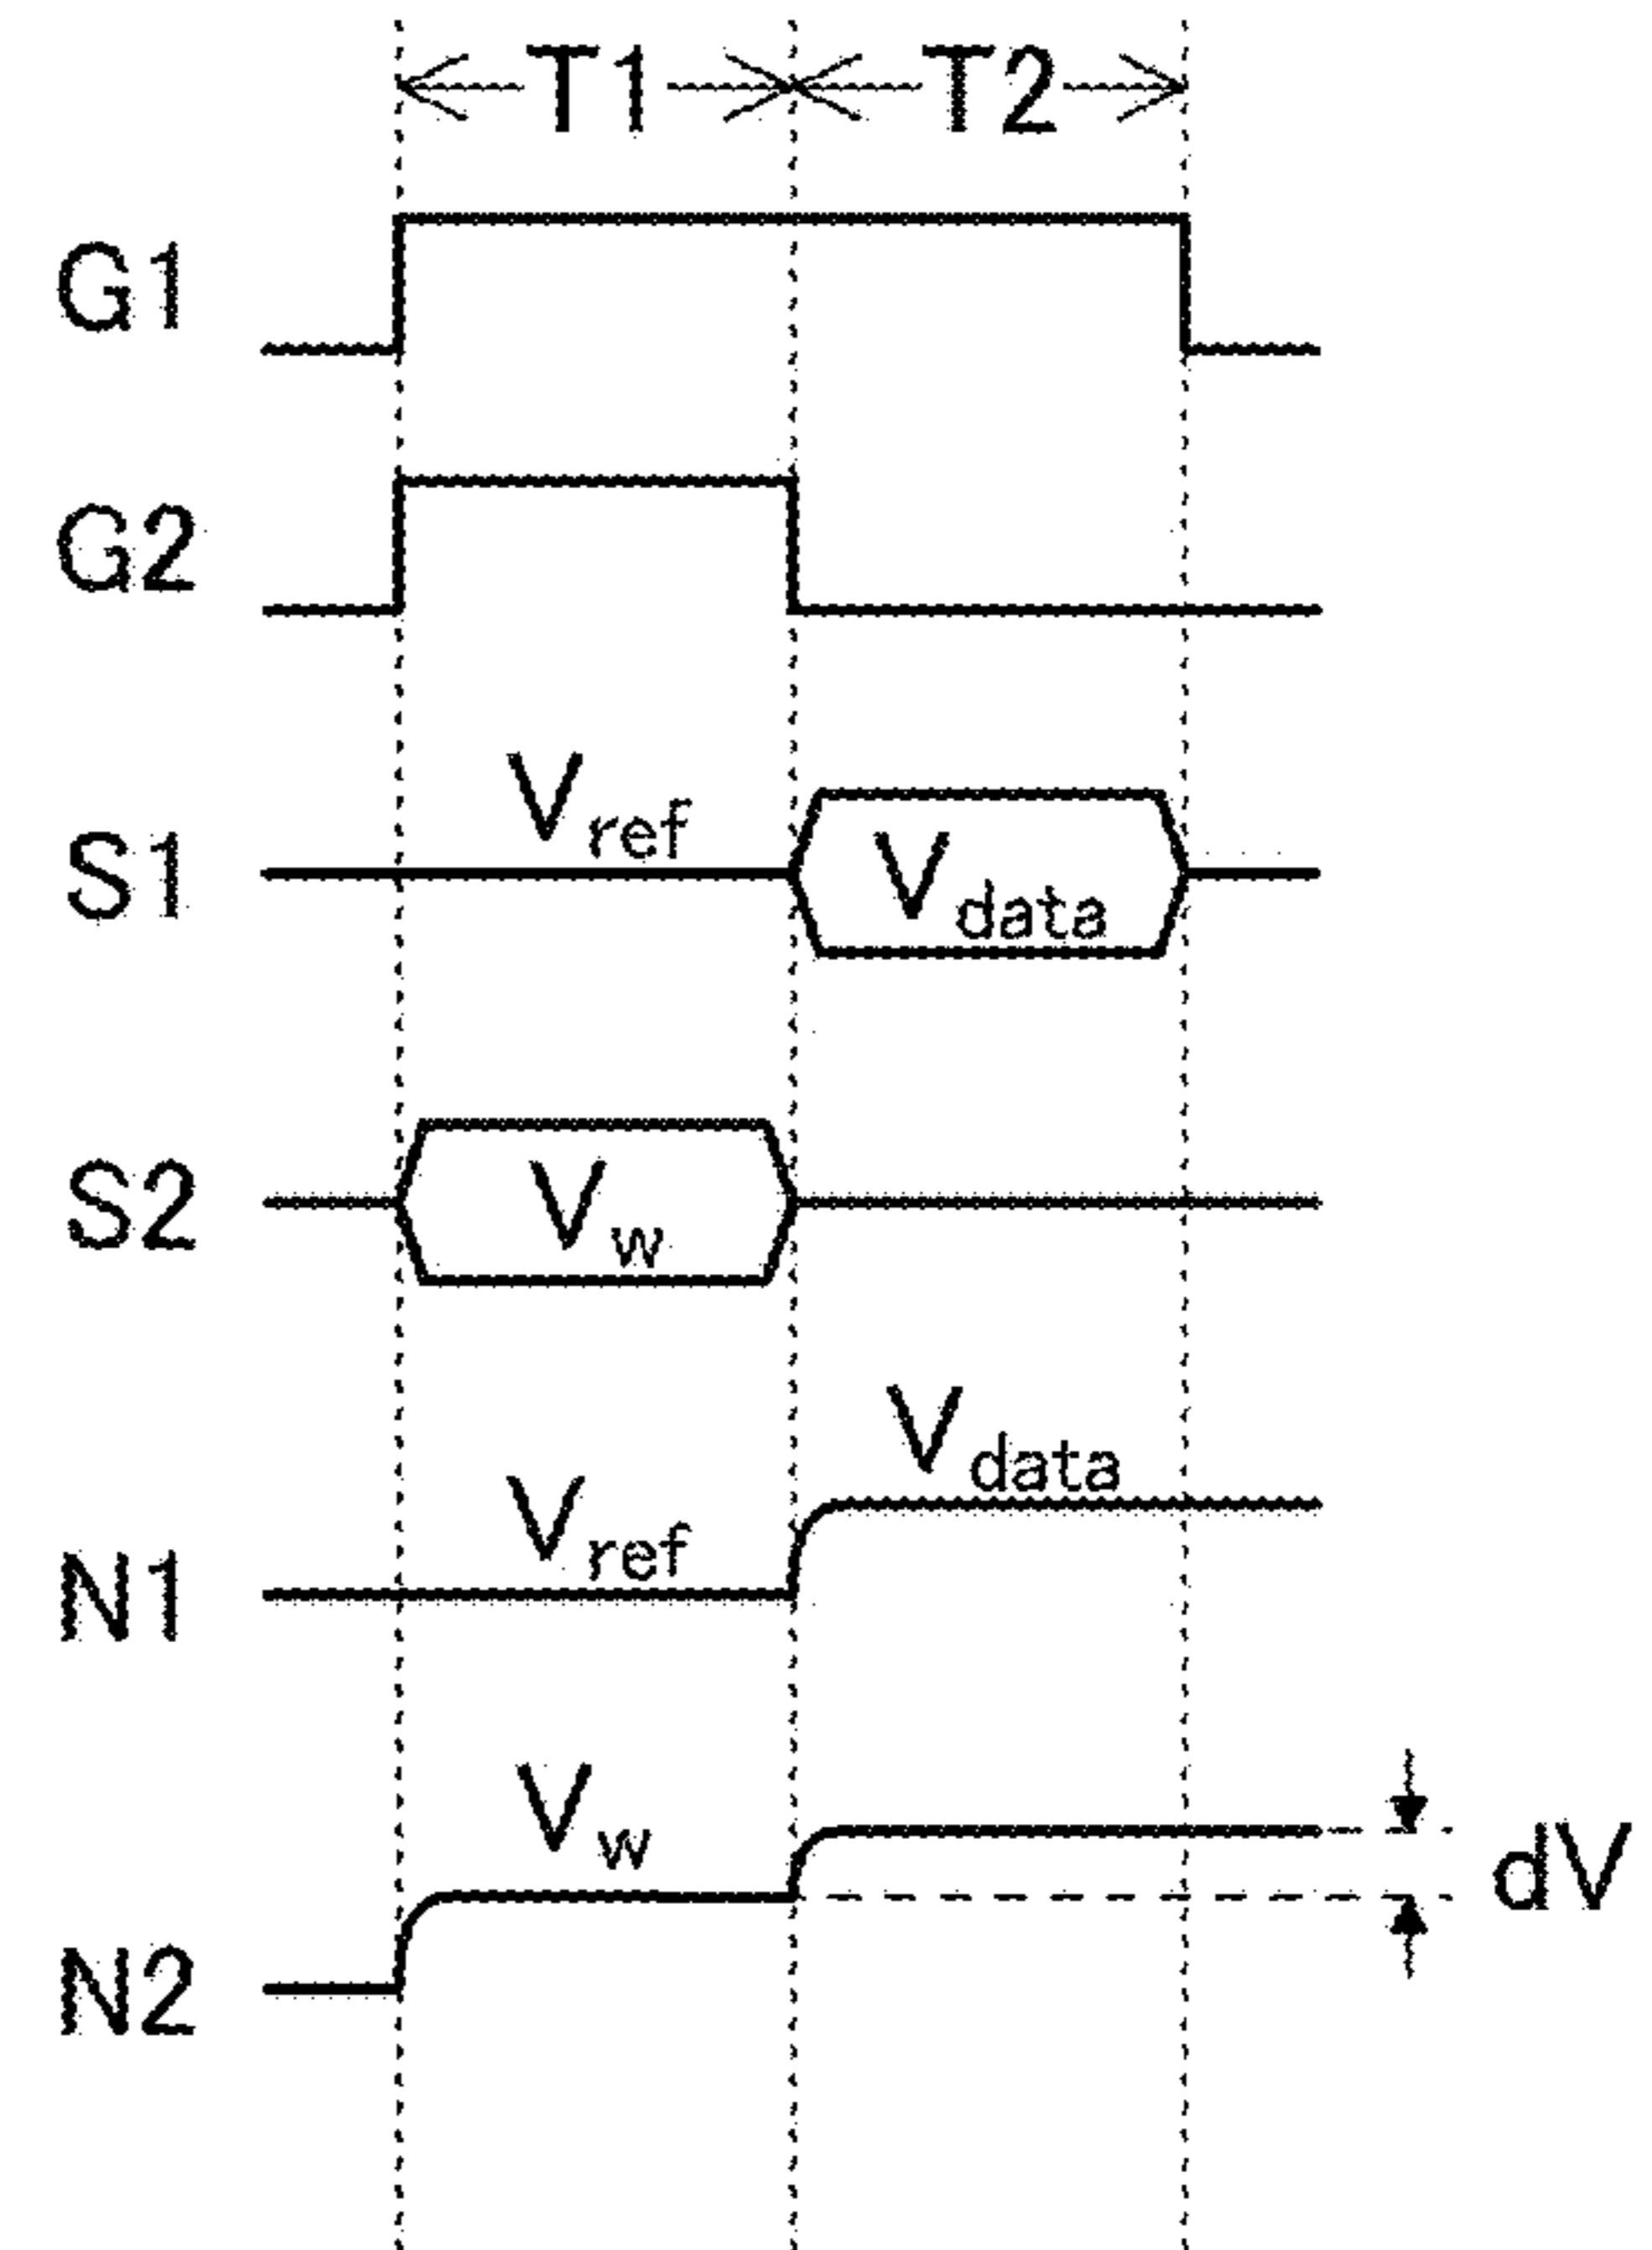 T1 T2
G1
G2
S1 Vref Vdata
S2 Vw
N1 Vref Vdata
N2 Vw dV